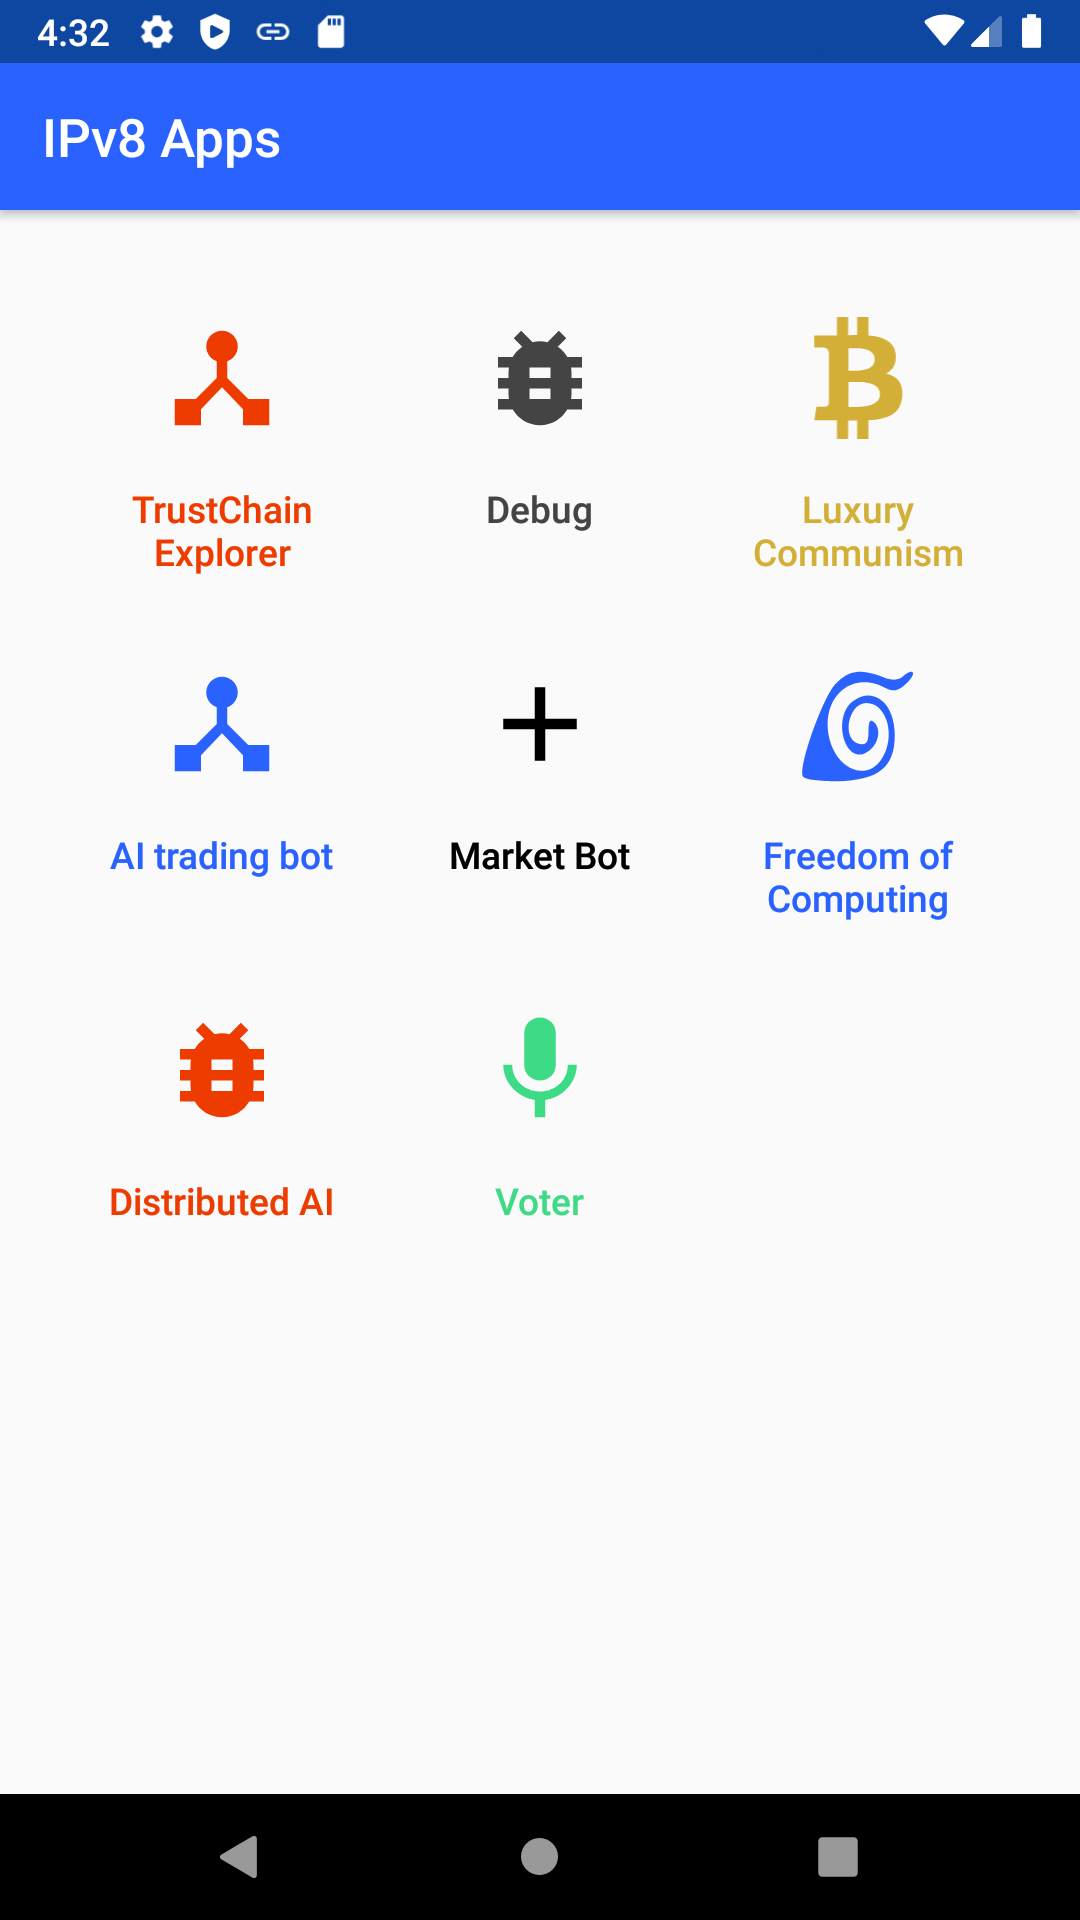 4:32
IPv8 Apps
TrustChain
Explorer
Debug
Luxury
Communism
AI trading bot
Market Bot
Freedom of
Computing
Distributed AI
Voter